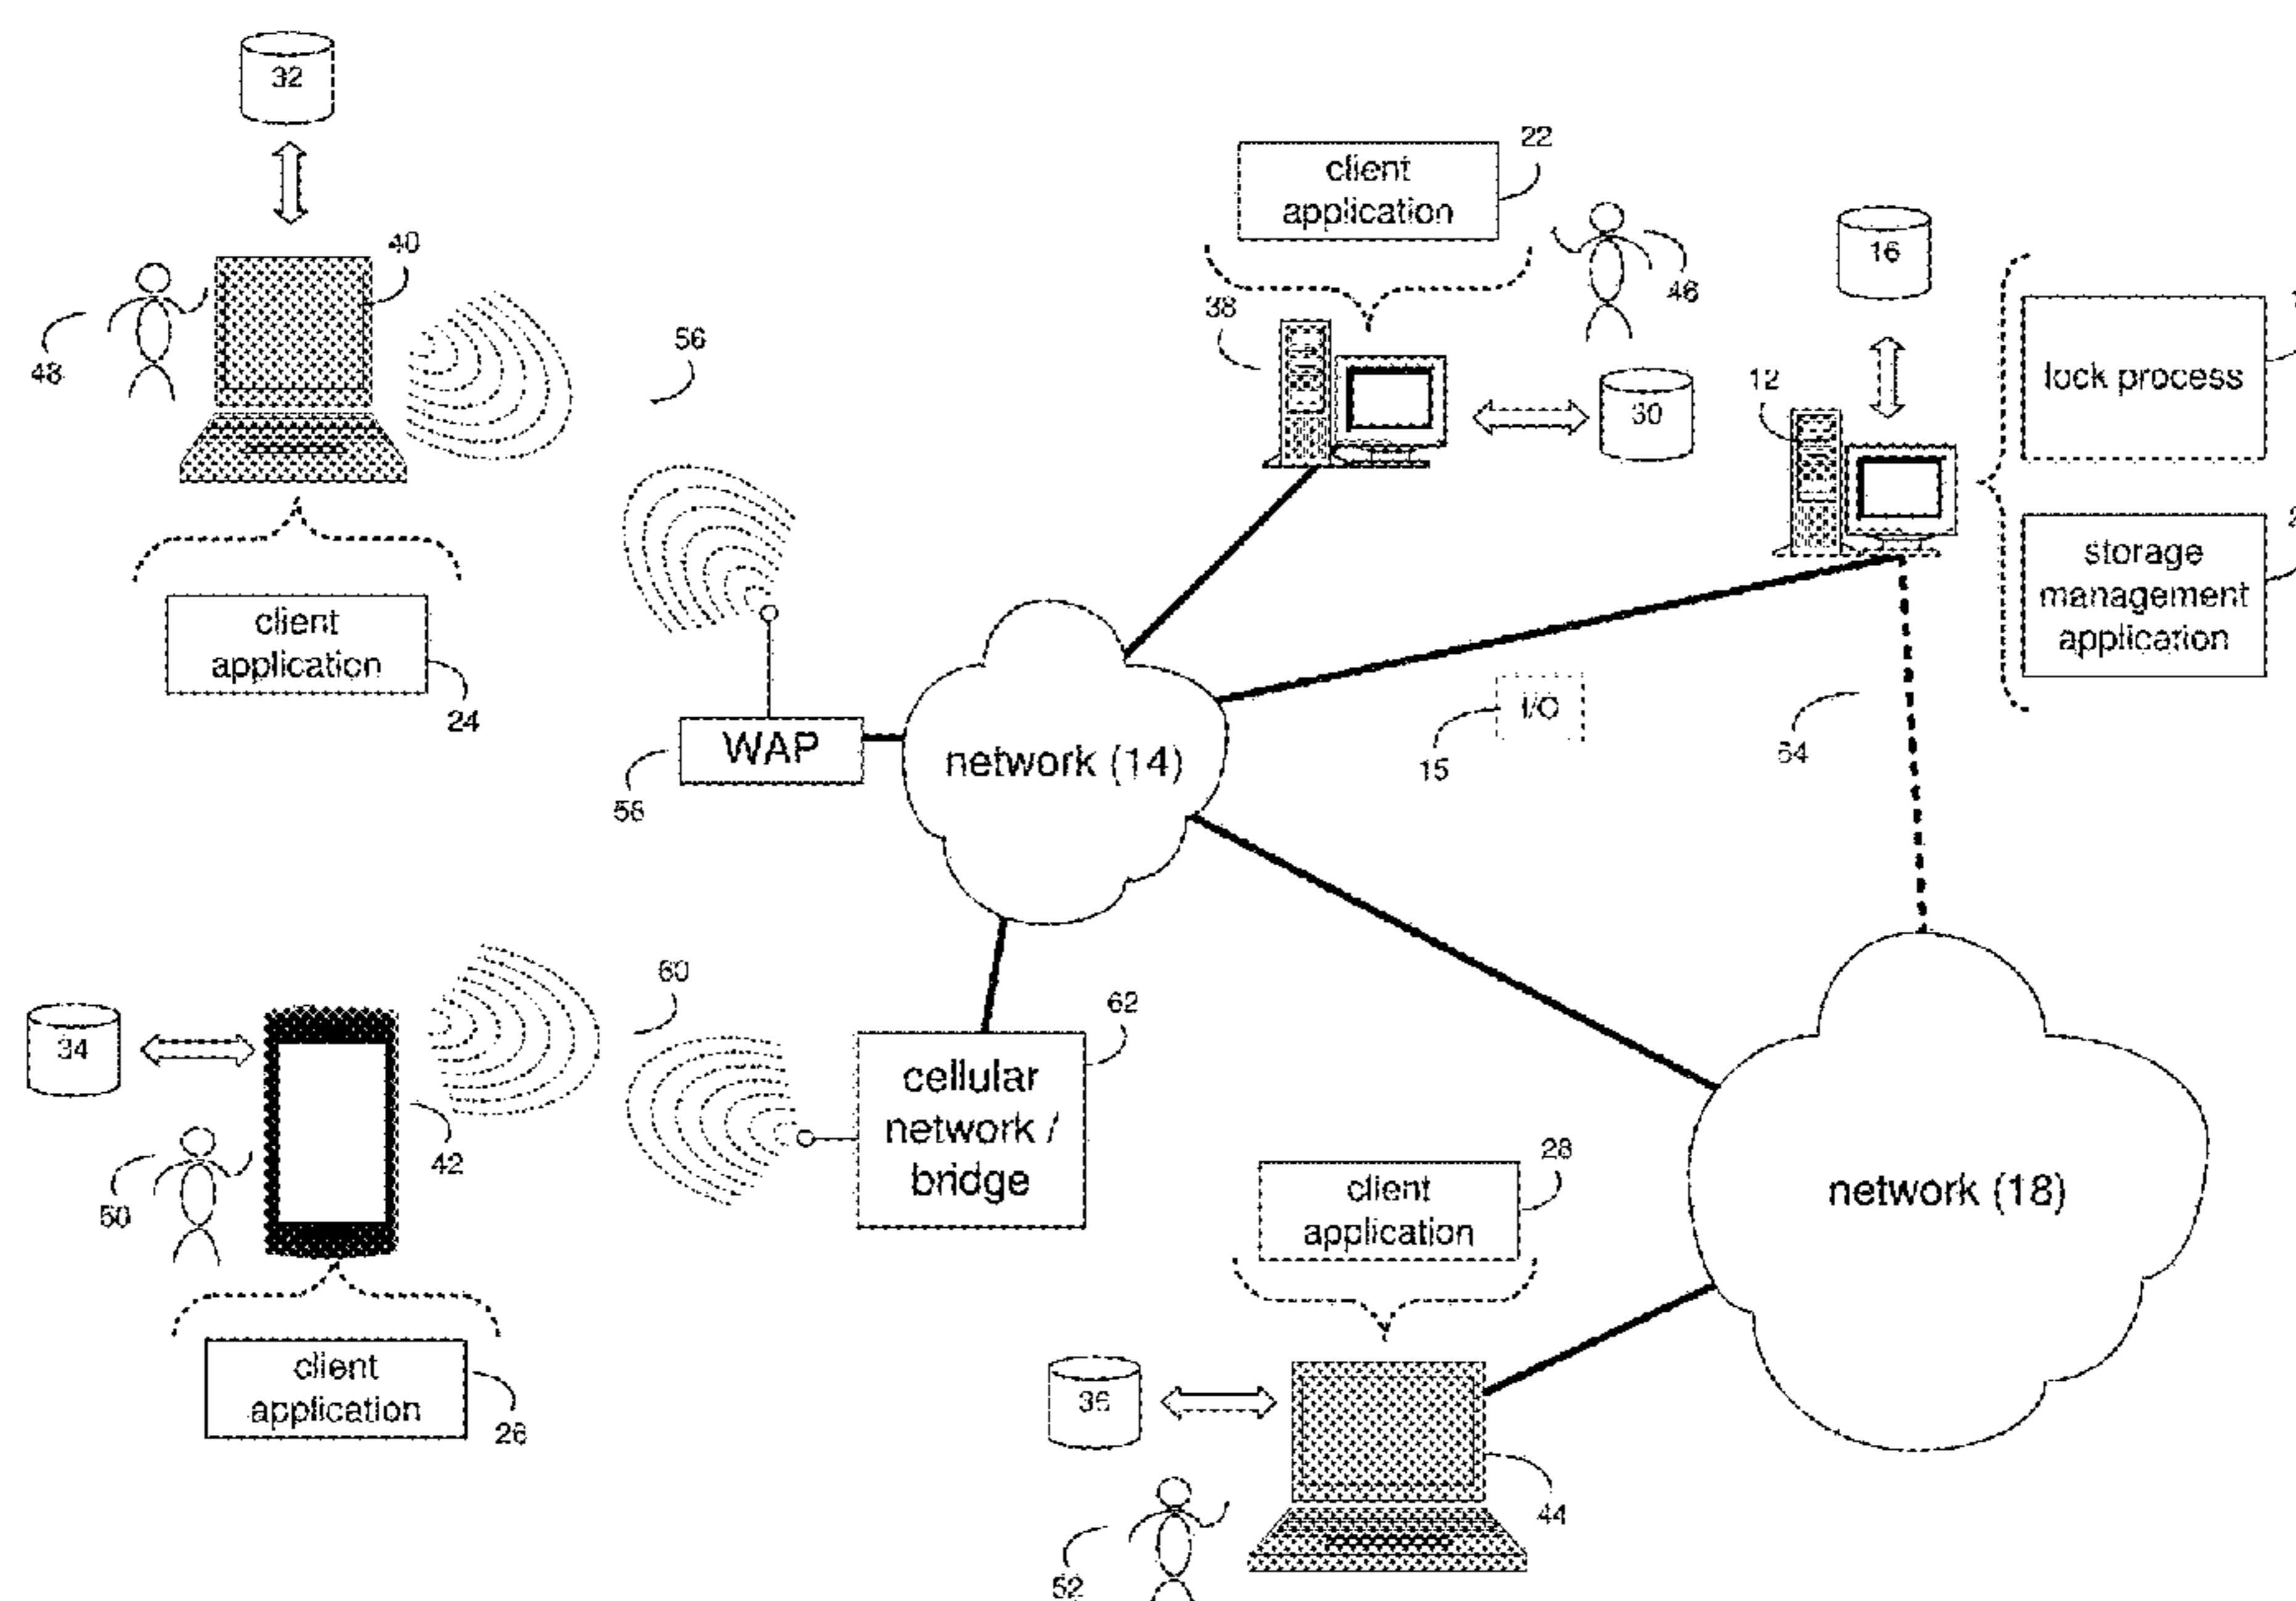 32
22
client
application
40
16
46
38
48
56
lock process
12
30
storage
management
application
client
application
24
I/O
WAP
network (14)
15
58
60
62
34
cellular
network /
bridge
42
28
client
application
network (18)
50
client
application
26
36
44
52